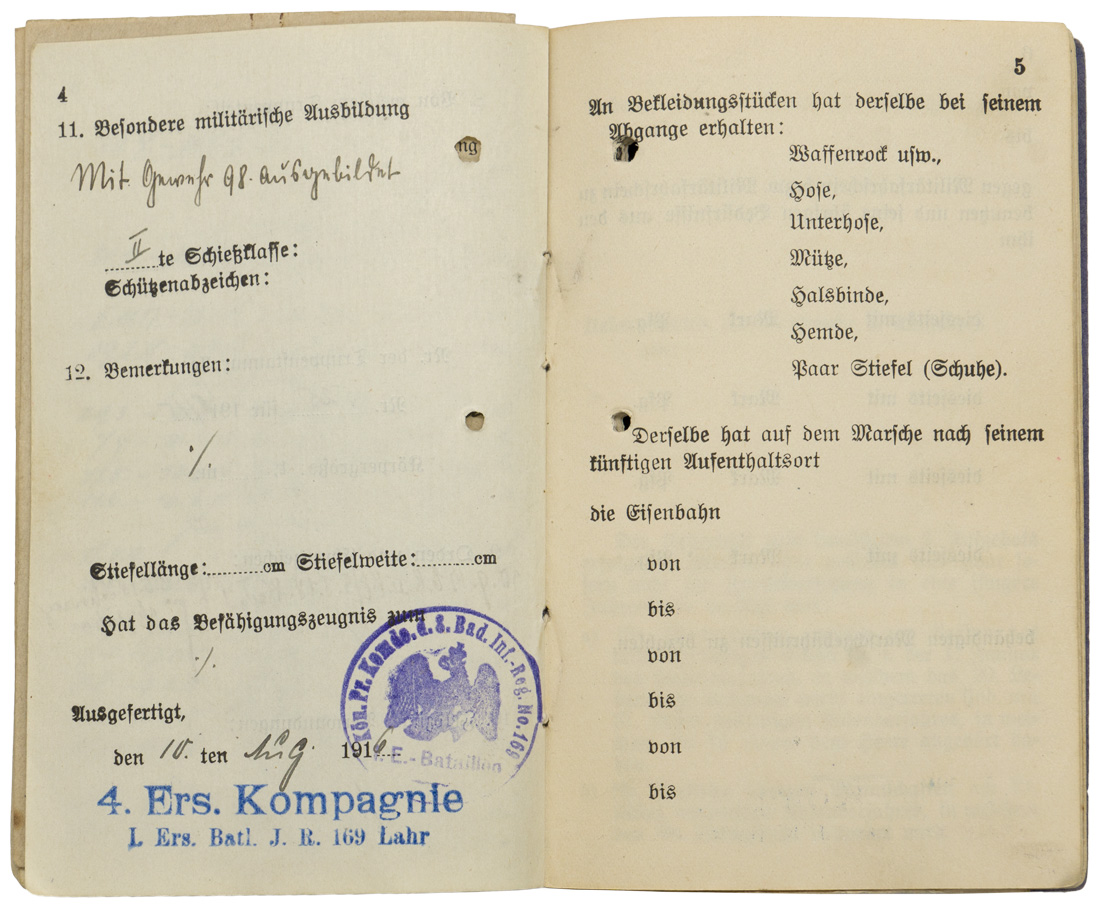 4
11. Besondere militärische Ausbildung
ng
Mit Gewehr 98. ausgebildet
II te Schießklasse:
Schützenabzeichen:
12. Bemerkungen:
./.
Stiefellänge:.........cm Stiefelweite:.........cm
Hat das Befähigungszeugnis zum
./.
Kön. Pr. Komdo. d. 8. Bad. Inf.-Reg. No. 169
I. E.-Bataillon
Ausgefertigt,
den 10. ten Aug. 1916
4. Ers. Kompagnie
I. Ers. Batl. J. R. 169 Lahr
5
An Bekleidungsstücken hat derselbe bei seinem
Abgange erhalten:
Waffenrock usw.,
Hose,
Unterhose,
Mütze,
Halsbinde,
Hemde,
Paar Stiefel (Schuhe).
Derselbe hat auf dem Marsche nach seinem
künftigen Aufenthaltsort
die Eisenbahn
von
bis
von
bis
von
bis